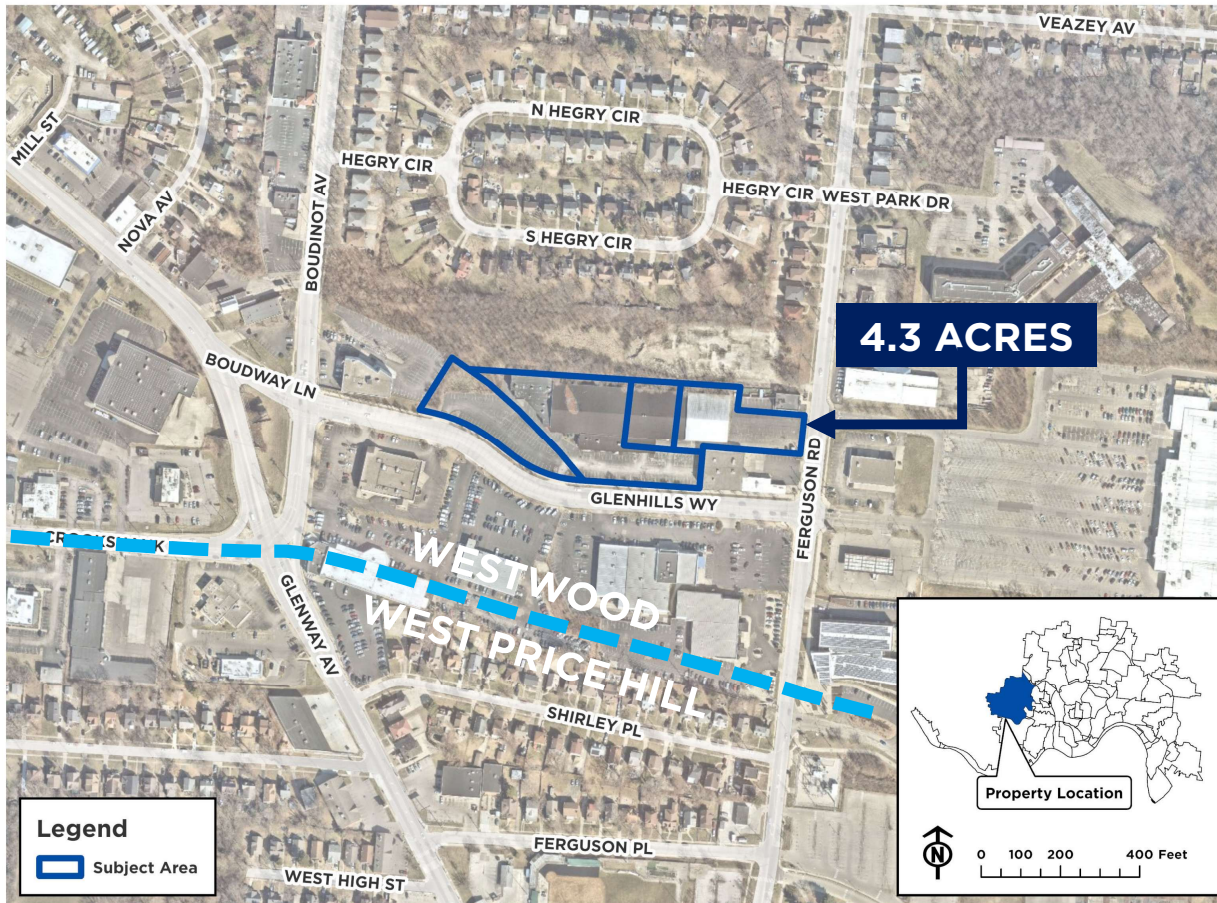 VEAZEY AV
MILL ST
NOVA AV
BOUDINOT AV
N HEGRY CIR
HEGRY CIR
HEGRY CIR
WEST PARK DR
S HEGRY CIR
4.3 ACRES
BOUDWAY LN
GLENHILLS WY
FERGUSON RD
CROOKSHANK
WESTWOOD
WEST PRICE HILL
GLENWAY AV
SHIRLEY PL
FERGUSON PL
WEST HIGH ST
Legend
Subject Area
Property Location
N
0 100 200 400 Feet